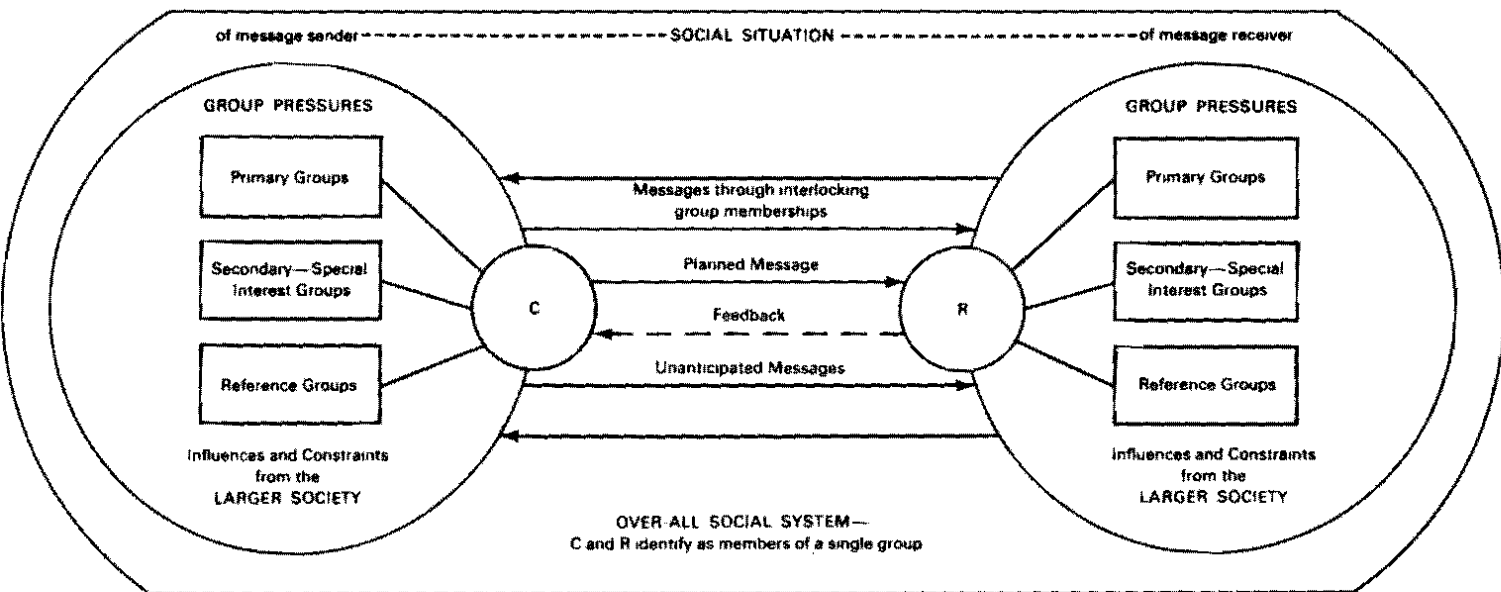 of message sender SOCIAL SITUATION of message receiver
GROUP PRESSURES
Primary Groups
Secondary—Special
Interest Groups
Reference Groups
Influences and Constraints
from the
LARGER SOCIETY
C
Messages through interlocking
group memberships
Planned Message
Feedback
Unanticipated Messages
R
GROUP PRESSURES
Primary Groups
Secondary—Special
Interest Groups
Reference Groups
Influences and Constraints
from the
LARGER SOCIETY
OVER-ALL SOCIAL SYSTEM—
C and R identify as members of a single group